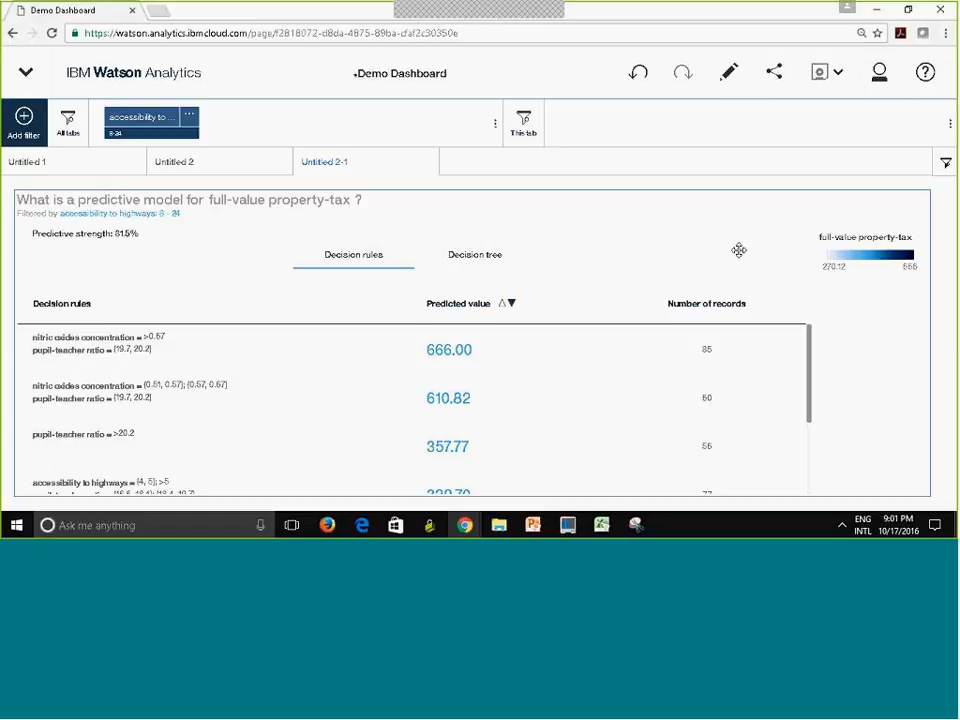 Demo Dashboard
https://watson.analytics.ibmcloud.com/page/f2818072-d8da-4875-89ba-cfaf2c30350e
IBM Watson Analytics
•Demo Dashboard
Add filter
All tabs
accessibility to ... ...
8-24
This tab
Untitled 1
Untitled 2
Untitled 2-1
What is a predictive model for full-value property-tax ?
Filtered by accessibility to highways: 8 - 24
Predictive strength: 81.5%
Decision rules
Decision tree
full-value property-tax
270.12
Decision rules
Predicted value
Number of records
nitric oxides concentration = >0.57
pupil-teacher ratio = (19.7, 20.2]
666.00
85
nitric oxides concentration = (0.51, 0.57); (0.57, 0.67]
pupil-teacher ratio = (19.7, 20.2]
610.82
pupil-teacher ratio = >20.2
357.77
accessibility to highways = (4, 5]; >5
Ask me anything
ENG
INTL
9:01 PM
10/17/2016